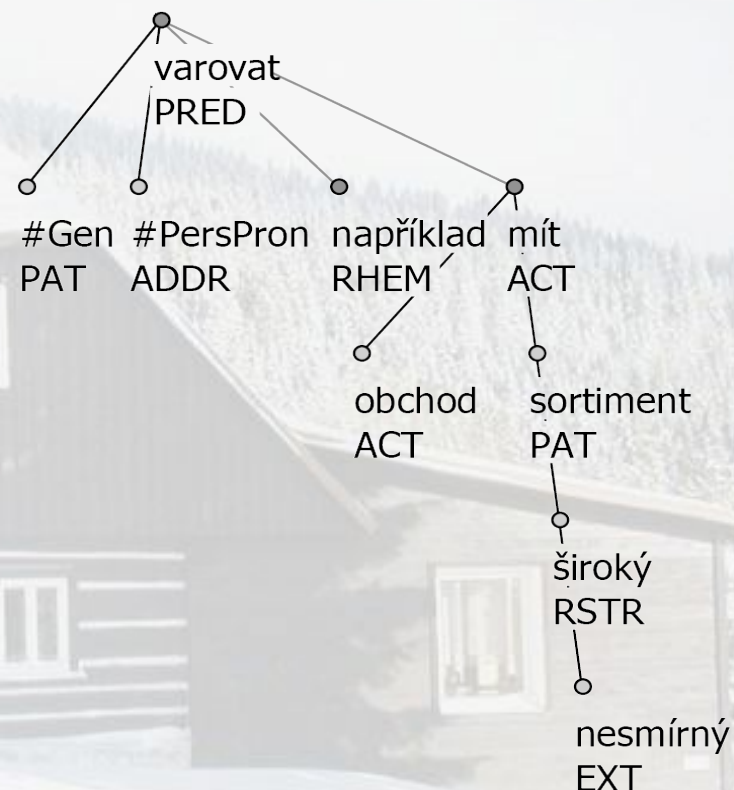 varovat
PRED
#Gen #PersPron například mít
PAT ADDR RHEM ACT
obchod sortiment
ACT PAT
široký
RSTR
nesmírný
EXT